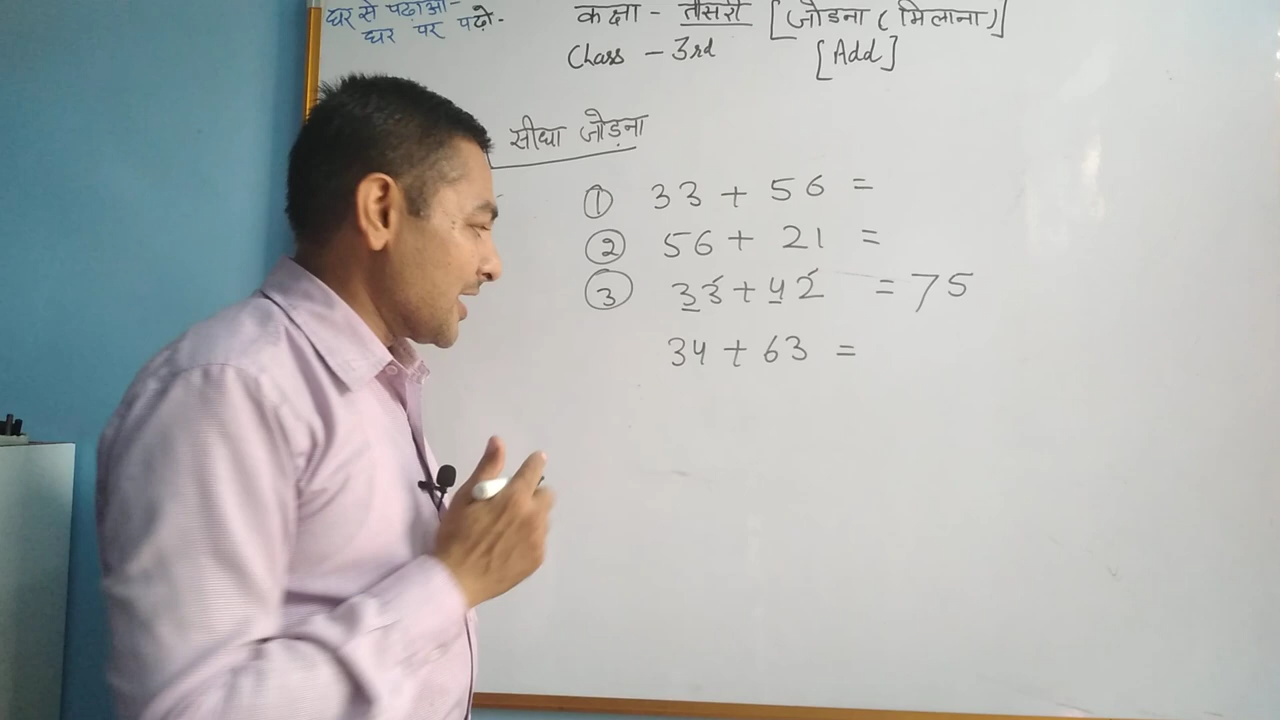 घर से पढ़ाओ-
घर पर पढ़ो-
कक्षा - तीसरी [जोडना (मिलाना)]
Class - 3rd [Add]
सीधा जोड़ना
① 33 + 56 =
② 56 + 21 =
③ 33 + 42 = 75
34 + 63 =